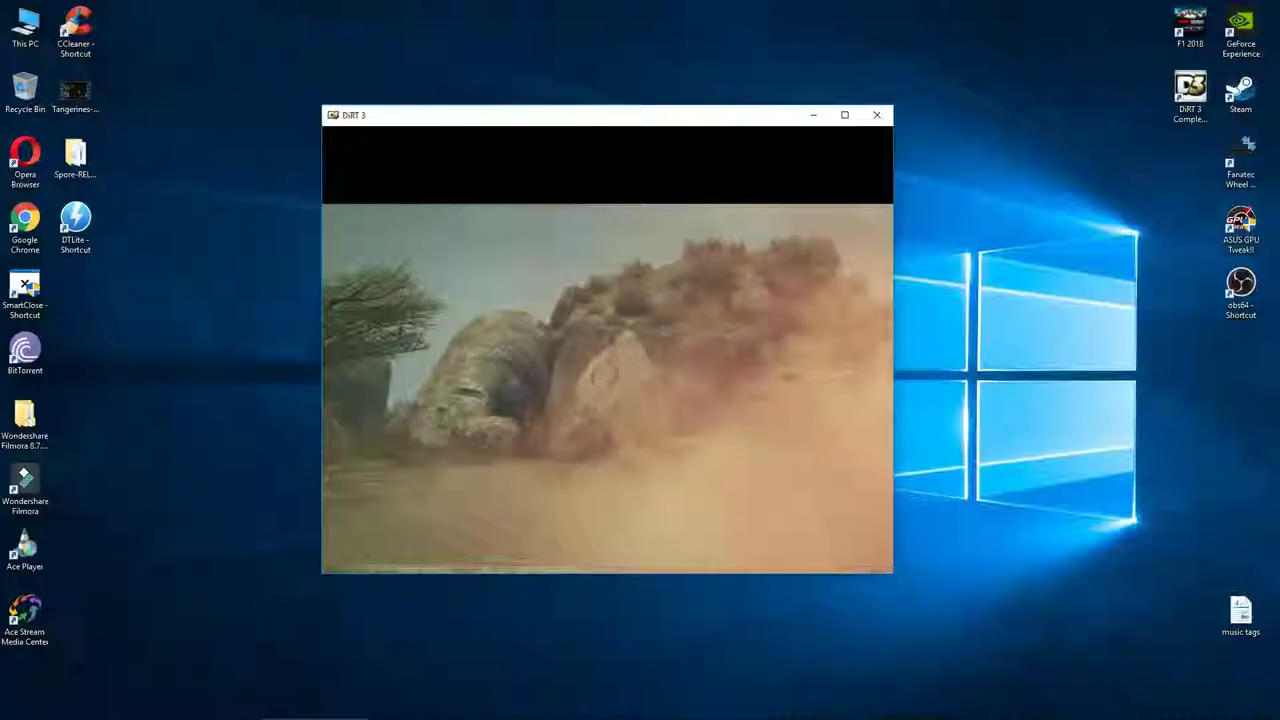 This PC
CCleaner -
Shortcut
Recycle Bin
Tangerines-...
Opera
Browser
Spore-REL...
Google
Chrome
DTLite -
Shortcut
SmartClose -
Shortcut
BitTorrent
Wondershare
Filmora 8.7....
Wondershare
Filmora
Ace Player
Ace Stream
Media Center
DiRT 3
F1 2018
GeForce
Experience
D3
DiRT 3
Comple...
Steam
Fanatec
Wheel ...
GPU
ASUS GPU
TweakII
obs64 -
Shortcut
music tags